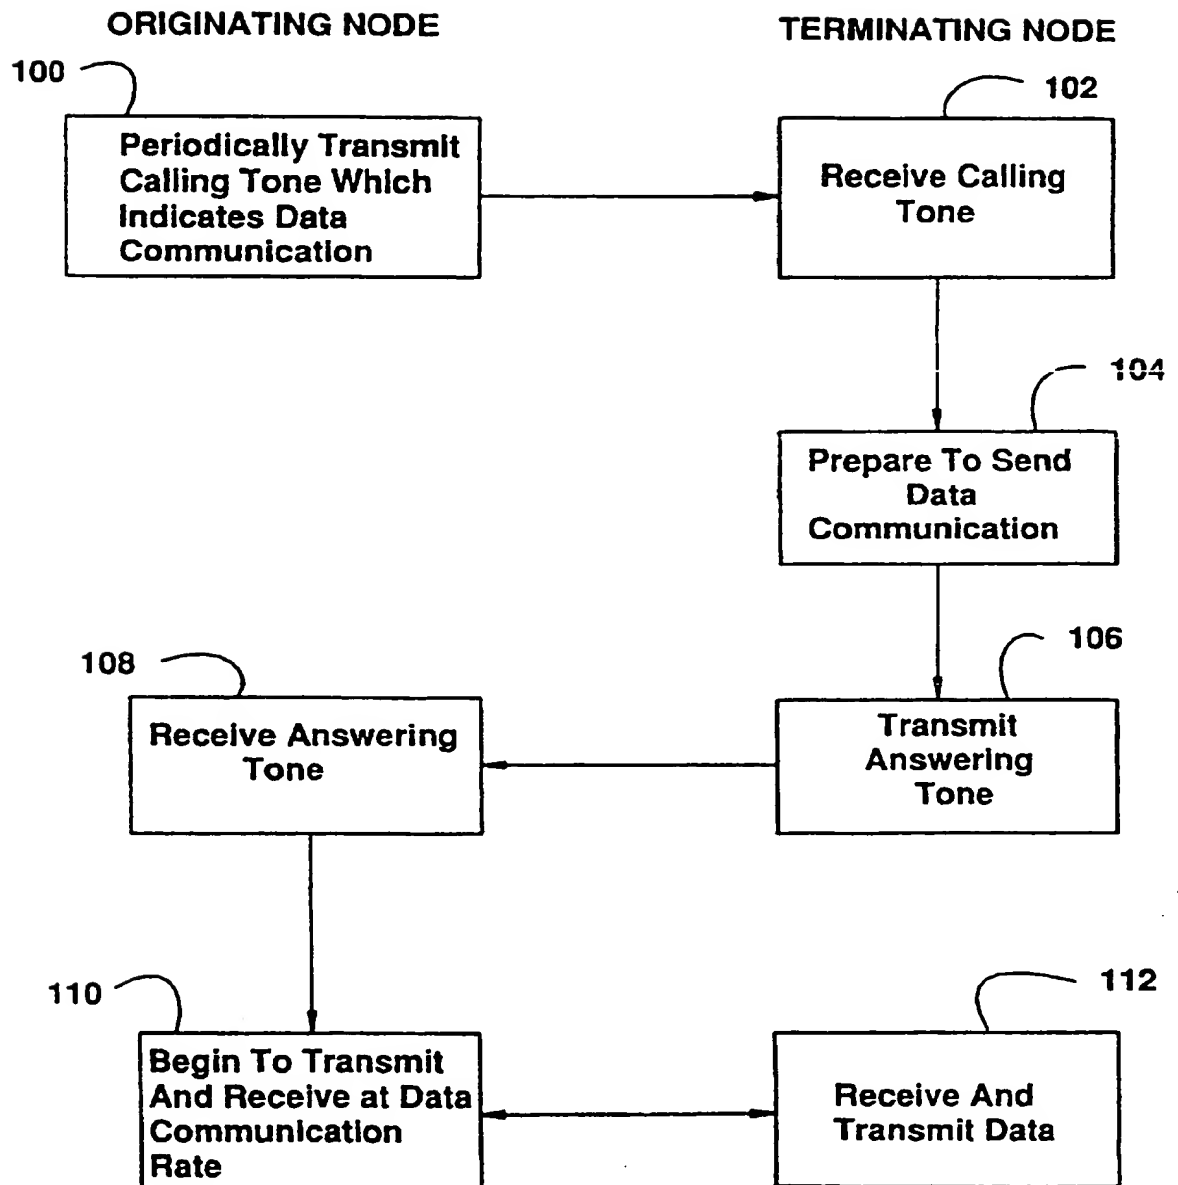 ORIGINATING NODE
TERMINATING NODE
100
102
Periodically Transmit
Calling Tone Which
Indicates Data
Communication
Receive Calling
Tone
104
Prepare To Send
Data
Communication
106
108
Receive Answering
Tone
Transmit
Answering
Tone
110
112
Begin To Transmit
And Receive at Data
Communication
Rate
Receive And
Transmit Data